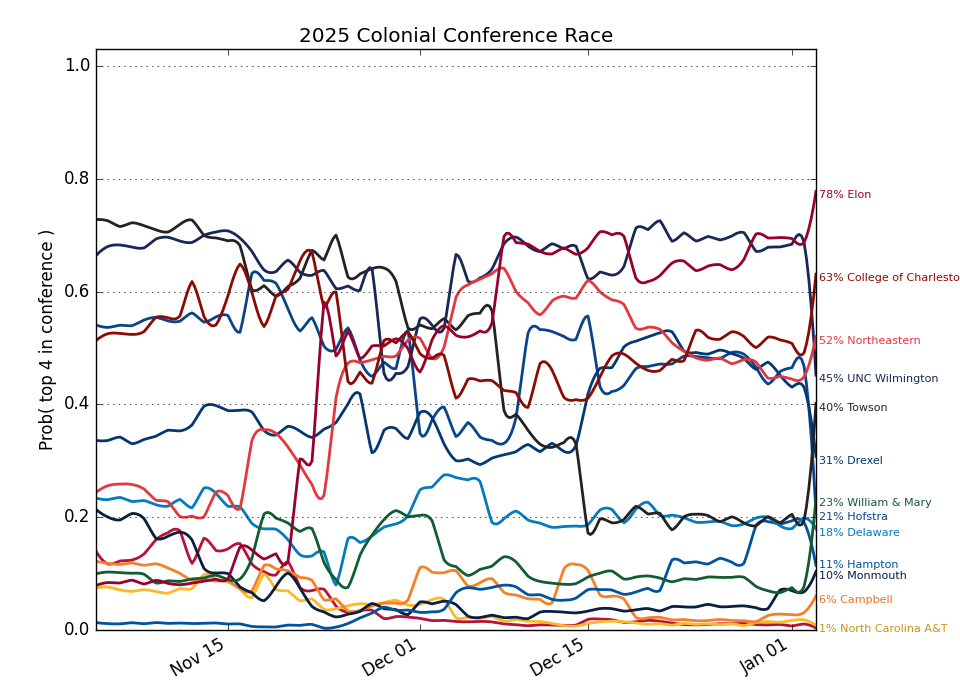 2025 Colonial Conference Race
Prob( top 4 in conference )
1.0
0.8
0.6
0.4
0.2
0.0
Nov 15
Dec 01
Dec 15
Jan 01
78% Elon
63% College of Charlesto
52% Northeastern
45% UNC Wilmington
40% Towson
31% Drexel
23% William & Mary
21% Hofstra
18% Delaware
11% Hampton
10% Monmouth
6% Campbell
1% North Carolina A&T